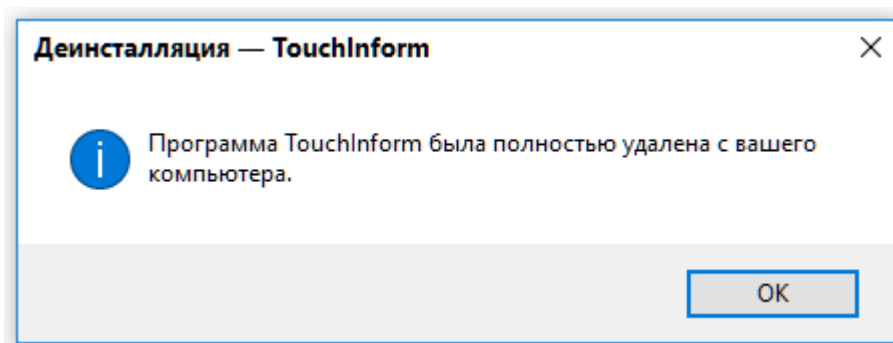 Деинсталляция — TouchInform
Программа TouchInform была полностью удалена с вашего
компьютера.
OK